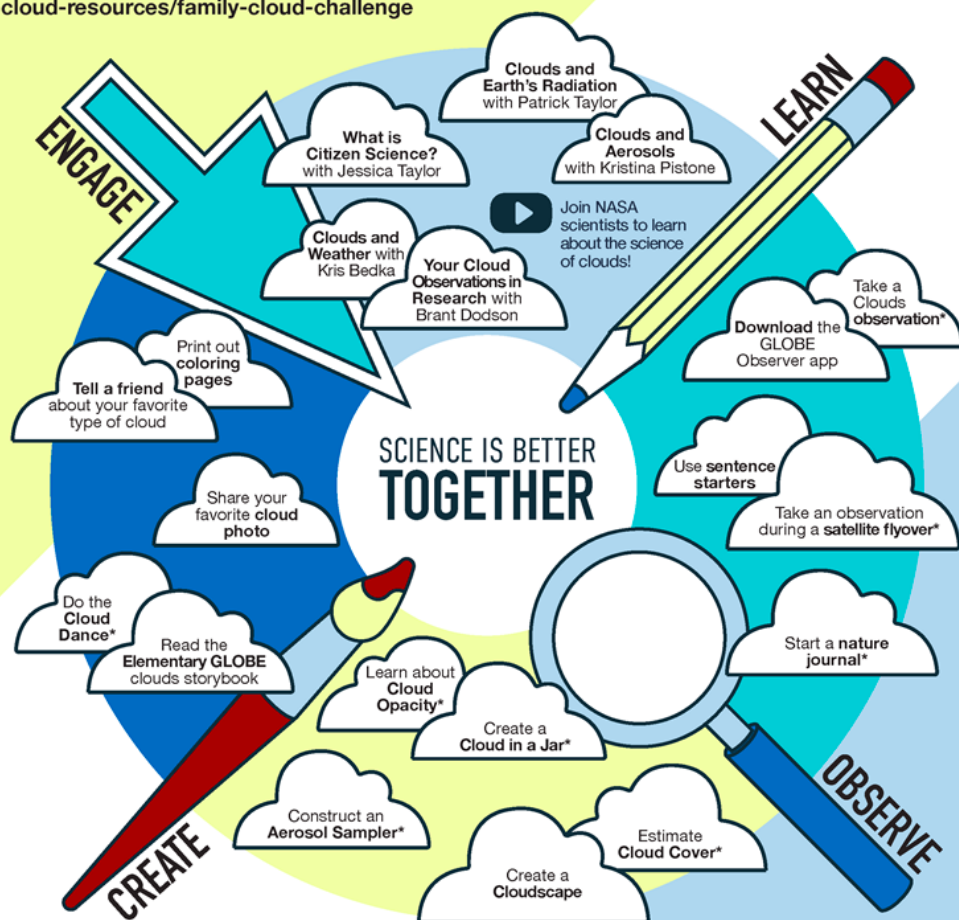 cloud-resources/family-cloud-challenge
ENGAGE
LEARN
Clouds and
Earth's Radiation
with Patrick Taylor
What is
Citizen Science?
with Jessica Taylor
Clouds and
Aerosols
with Kristina Pistone
Join NASA
scientists to learn
about the science
of clouds!
Clouds and
Weather with
Kris Bedka
Your Cloud
Observations in
Research with
Brant Dodson
Take a
Clouds
observation*
Download the
GLOBE
Observer app
Print out
coloring
pages
Tell a friend
about your favorite
type of cloud
SCIENCE IS BETTER
TOGETHER
Use sentence
starters
Share your
favorite cloud
photo
Take an observation
during a satellite flyover*
Do the
Cloud
Dance*
Read the
Elementary GLOBE
clouds storybook
Start a nature
journal*
Learn about
Cloud
Opacity*
Create a
Cloud in a Jar*
Construct an
Aerosol Sampler*
Estimate
Cloud Cover*
Create a
Cloudscape
CREATE
OBSERVE